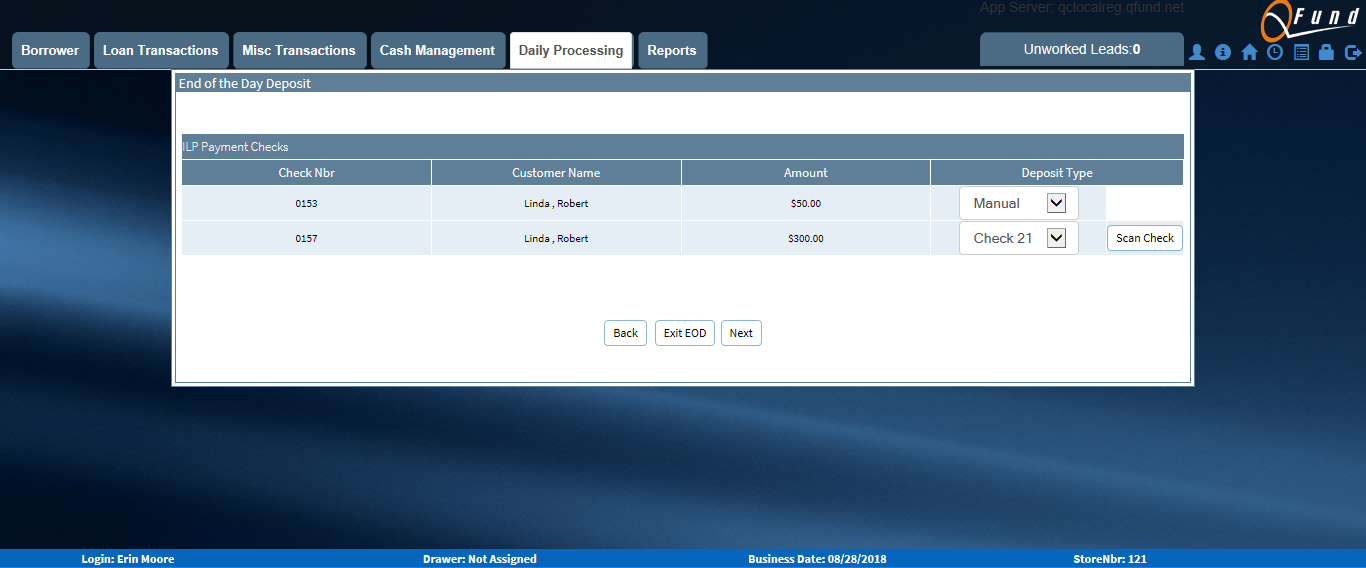 App Server: qclocalreg.qfund.net
QFund
Borrower Loan Transactions Misc Transactions Cash Management Daily Processing Reports Unworked Leads:0
End of the Day Deposit
ILP Payment Checks
Check Nbr Customer Name Amount Deposit Type
0153 Linda , Robert $50.00 Manual
0157 Linda , Robert $300.00 Check 21 Scan Check
Back Exit EOD Next
Login: Erin Moore Drawer: Not Assigned Business Date: 08/28/2018 StoreNbr: 121